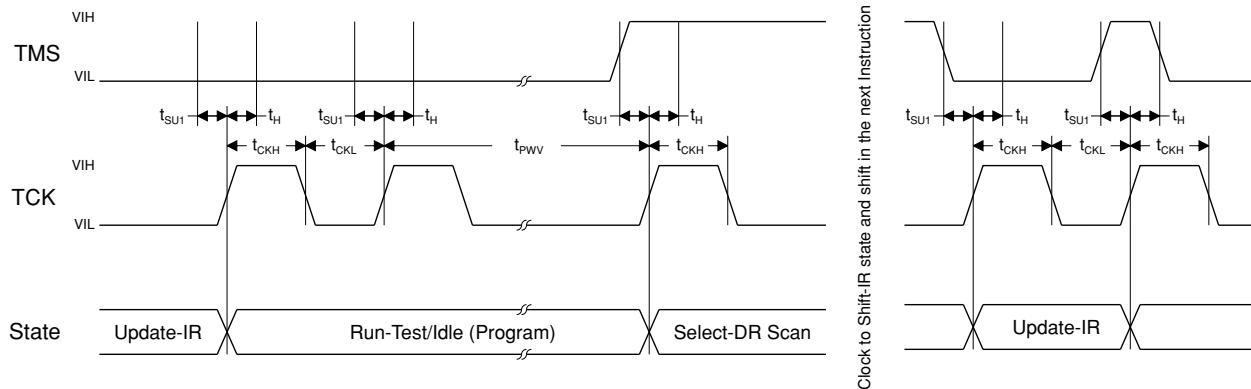 VIH
TMS
VIL
tSU1 tH tSU1 tH tSU1 tH tSU1 tH tSU1 tH
tCKH tCKL tPWV tCKH tCKH tCKL tCKH
VIH
TCK
VIL
State Update-IR Run-Test/Idle (Program) Select-DR Scan Update-IR
Clock to Shift-IR state and shift in the next Instruction